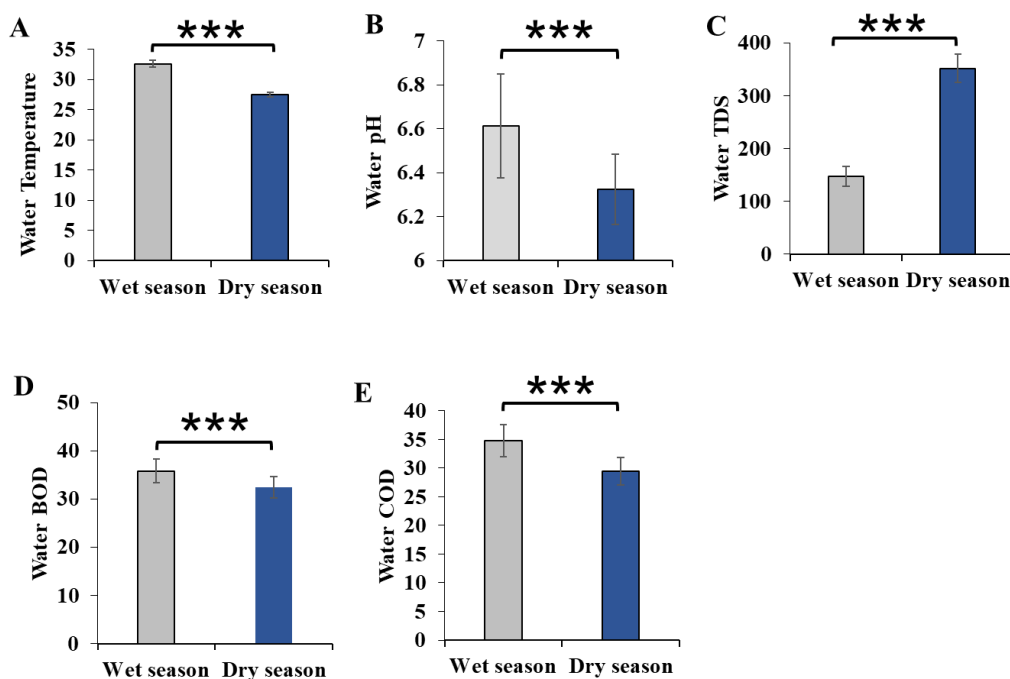 A
***
Water Temperature
35
30
25
20
15
10
5
0
Wet season Dry season
B
***
Water pH
7
6.8
6.6
6.4
6.2
6
Wet season Dry season
C
***
Water TDS
400
300
200
100
0
Wet season Dry season
D
***
Water BOD
50
40
30
20
10
0
Wet season Dry season
E
***
Water COD
40
35
30
25
20
15
10
5
0
Wet season Dry season